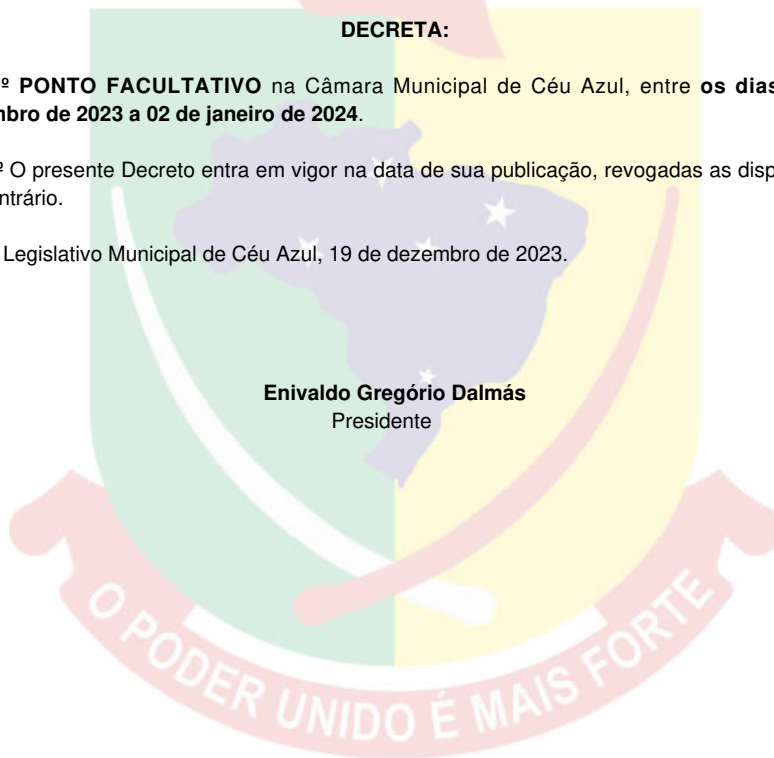 DECRETA:
º PONTO FACULTATIVO na Câmara Municipal de Céu Azul, entre os dias
mbro de 2023 a 02 de janeiro de 2024.
º O presente Decreto entra em vigor na data de sua publicação, revogadas as disp
ntrário.
Legislativo Municipal de Céu Azul, 19 de dezembro de 2023.
Enivaldo Gregório Dalmás
Presidente
O PODER UNIDO É MAIS FORTE